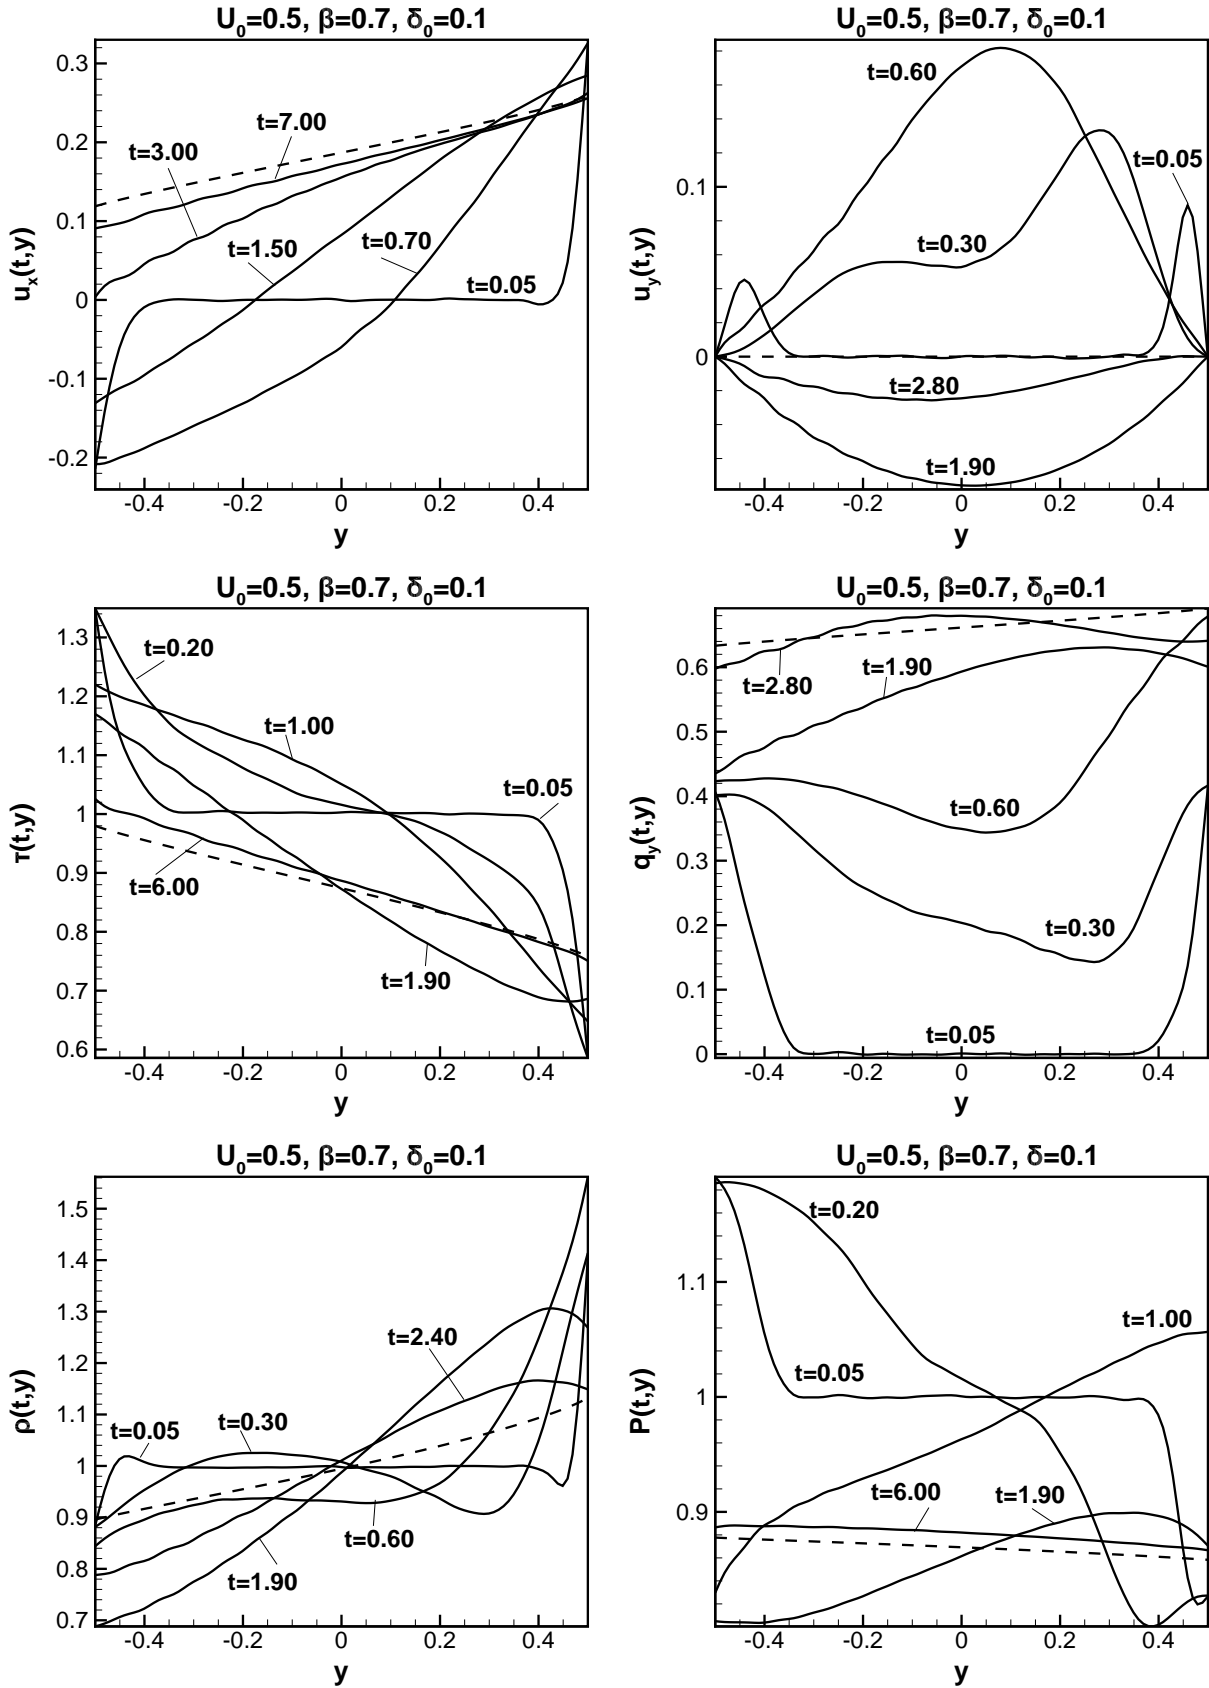 U₀=0.5, β=0.7, δ₀=0.1
uₓ(t,y)
0.3
0.2
0.1
0
-0.1
-0.2
t=7.00
t=3.00
t=1.50
t=0.70
t=0.05
-0.4 -0.2 0 0.2 0.4
y
U₀=0.5, β=0.7, δ₀=0.1
u_y(t,y)
0.1
0
t=0.60
t=0.05
t=0.30
t=2.80
t=1.90
-0.4 -0.2 0 0.2 0.4
y
U₀=0.5, β=0.7, δ₀=0.1
τ(t,y)
1.3
1.2
1.1
1
0.9
0.8
0.7
0.6
t=0.20
t=1.00
t=0.05
t=6.00
t=1.90
-0.4 -0.2 0 0.2 0.4
y
U₀=0.5, β=0.7, δ₀=0.1
q_y(t,y)
0.6
0.5
0.4
0.3
0.2
0.1
0
t=1.90
t=2.80
t=0.60
t=0.30
t=0.05
-0.4 -0.2 0 0.2 0.4
y
U₀=0.5, β=0.7, δ₀=0.1
ρ(t,y)
1.5
1.4
1.3
1.2
1.1
1
0.9
0.8
0.7
t=2.40
t=0.05
t=0.30
t=0.60
t=1.90
-0.4 -0.2 0 0.2 0.4
y
U₀=0.5, β=0.7, δ=0.1
P(t,y)
1.1
1
0.9
t=0.20
t=1.00
t=0.05
t=6.00
t=1.90
-0.4 -0.2 0 0.2 0.4
y